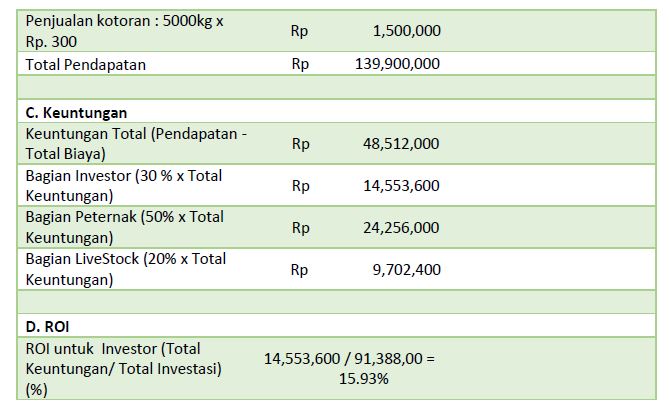 Penjualan kotoran : 5000kg x
Rp. 300 Rp 1,500,000
Total Pendapatan Rp 139,900,000
C. Keuntungan
Keuntungan Total (Pendapatan -
Total Biaya) Rp 48,512,000
Bagian Investor (30 % x Total
Keuntungan) Rp 14,553,600
Bagian Peternak (50% x Total
Keuntungan) Rp 24,256,000
Bagian LiveStock (20% x Total
Keuntungan) Rp 9,702,400
D. ROI
ROI untuk Investor (Total
Keuntungan/ Total Investasi)
(%)
14,553,600 / 91,388,00 =
15.93%